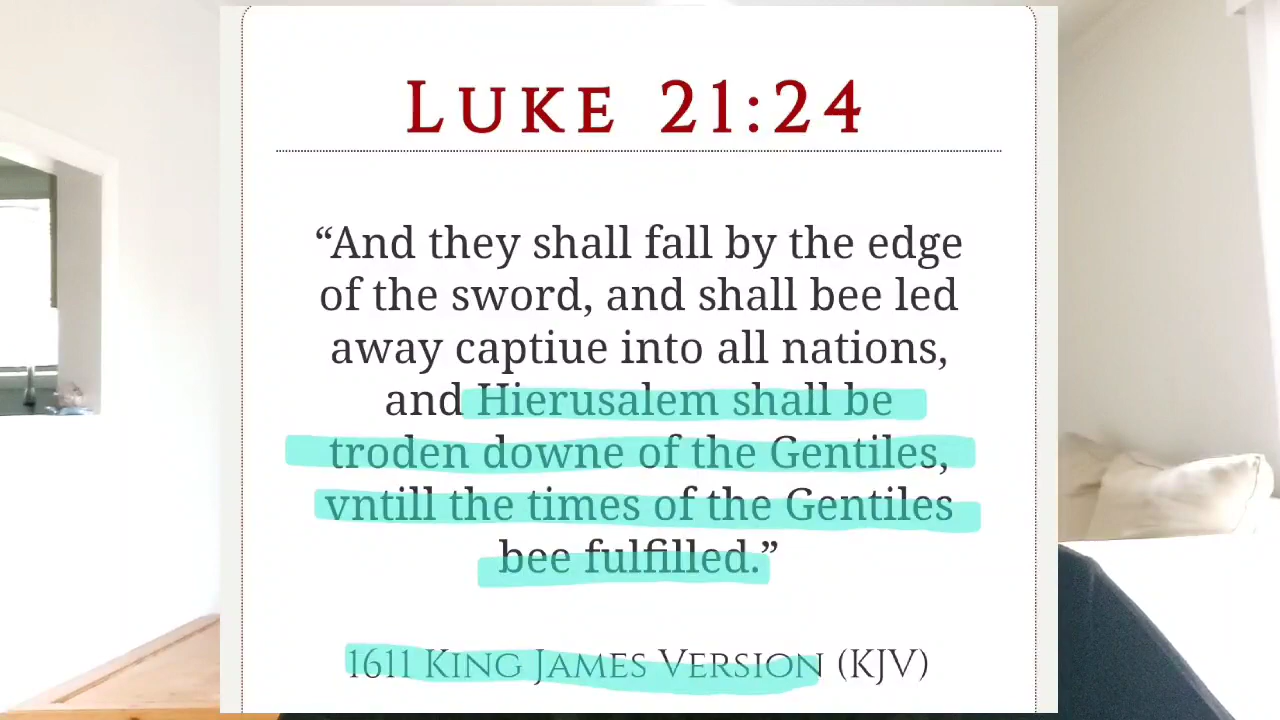 LUKE 21:24
“And they shall fall by the edge
of the sword, and shall bee led
away captiue into all nations,
and Hierusalem shall be
troden downe of the Gentiles,
vntill the times of the Gentiles
bee fulfilled.”
1611 KING JAMES VERSION (KJV)